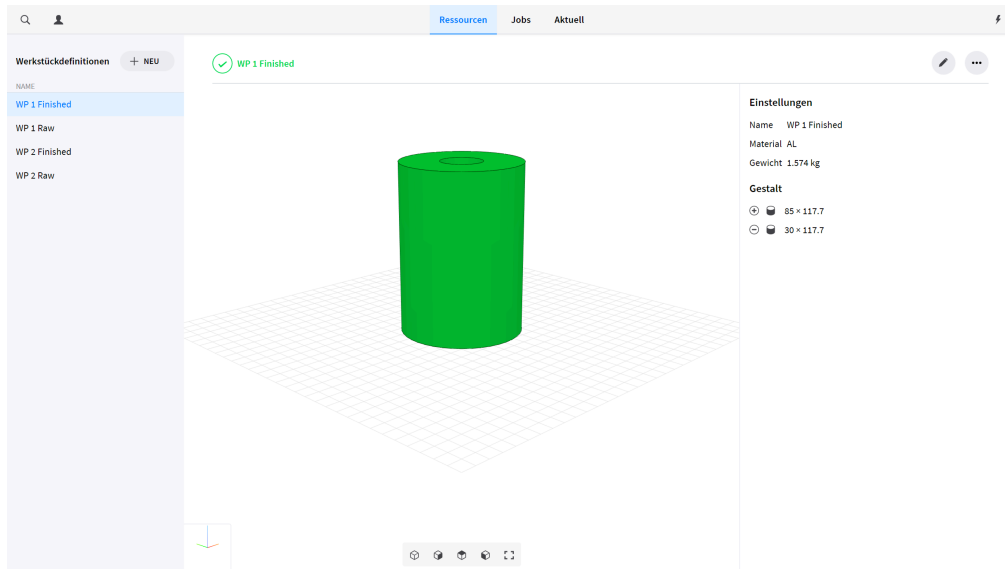 Ressourcen Jobs Aktuell
Werkstückdefinitionen
+ NEU
NAME
WP 1 Finished
WP 1 Raw
WP 2 Finished
WP 2 Raw
WP 1 Finished
Einstellungen
Name WP 1 Finished
Material AL
Gewicht 1.574 kg
Gestalt
85 × 117.7
30 × 117.7